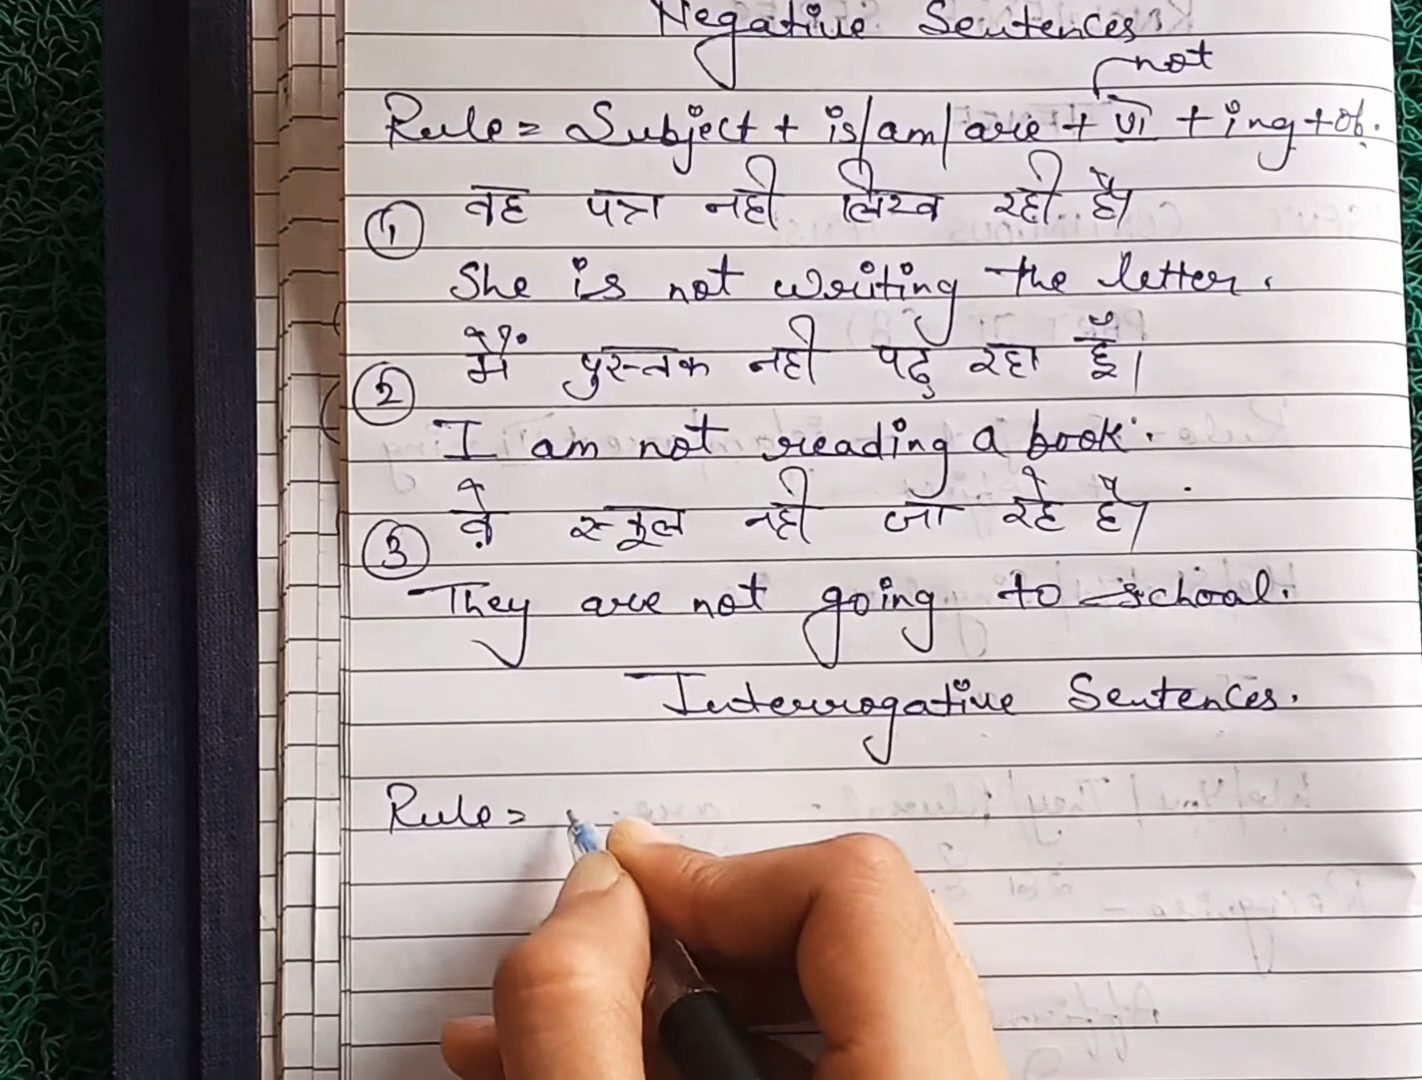 Negative Sentences.
not
Rule = Subject + is/am/are + V1 + ing + ob.
① वह पत्र नही लिख रही है।
She is not writing the letter.
② मैं पुस्तक नही पढ़ रहा हूँ।
I am not reading a book.
③ वे स्कूल नही जा रहे है।
They are not going to school.
Interrogative Sentences.
Rule =